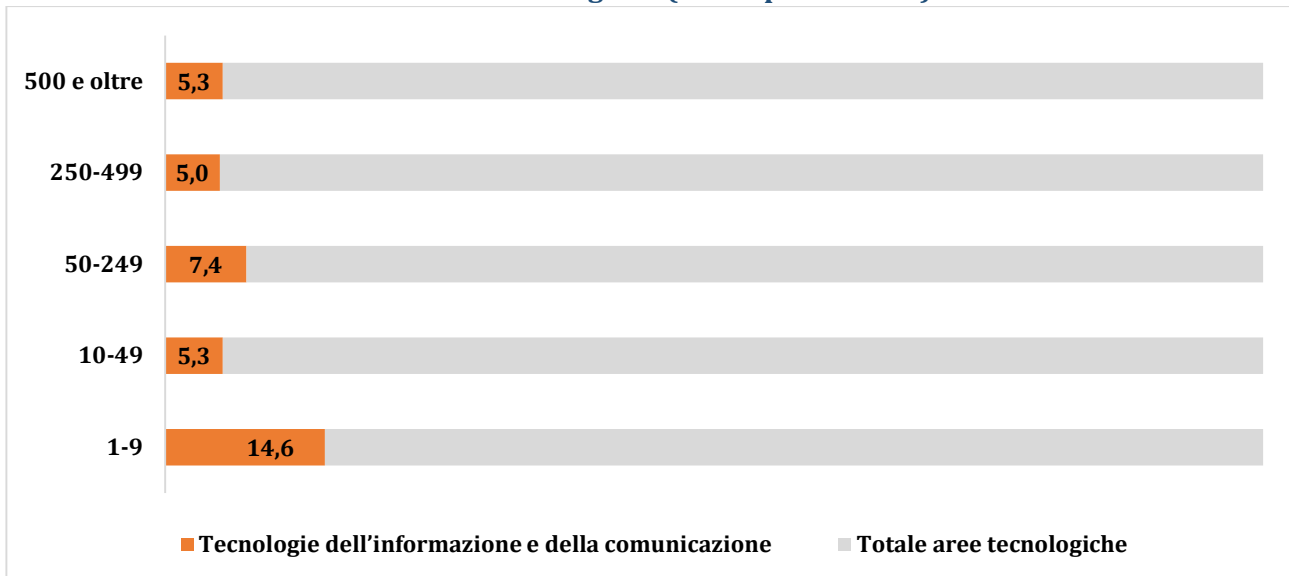 500 e oltre 5,3
250-499 5,0
50-249 7,4
10-49 5,3
1-9 14,6
Tecnologie dell'informazione e della comunicazione Totale aree tecnologiche